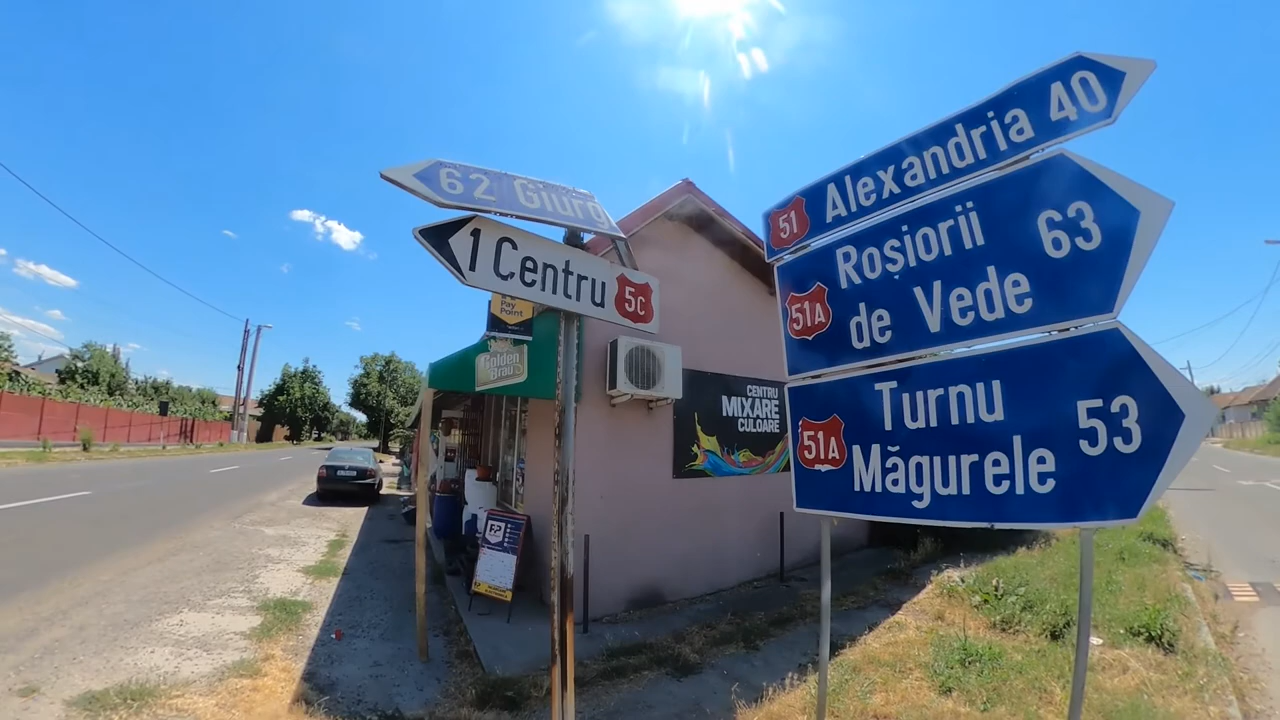 62 Giurg
1 Centru 5C
Pay
Point
Golden
Brau
CENTRU
MIXARE
CULOARE
51 Alexandria 40
51A Roșiorii
de Vede 63
51A Turnu
Măgurele 53